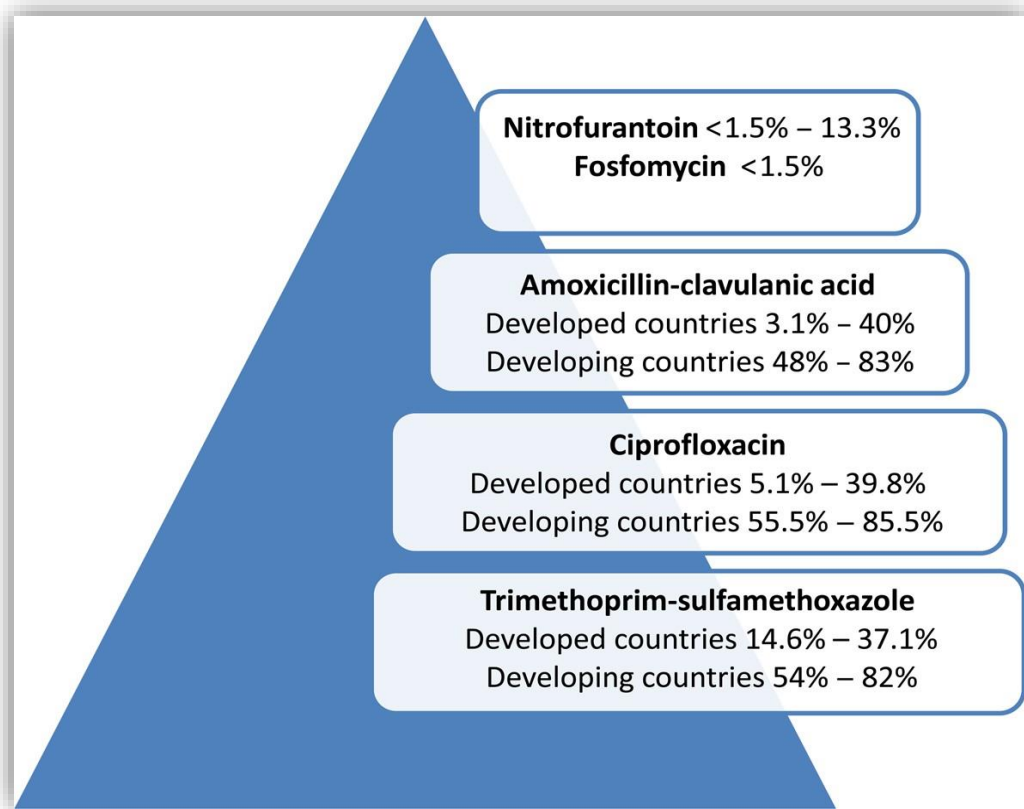 Nitrofurantoin <1.5% – 13.3%
Fosfomycin <1.5%
Amoxicillin-clavulanic acid
Developed countries 3.1% – 40%
Developing countries 48% – 83%
Ciprofloxacin
Developed countries 5.1% – 39.8%
Developing countries 55.5% – 85.5%
Trimethoprim-sulfamethoxazole
Developed countries 14.6% – 37.1%
Developing countries 54% – 82%